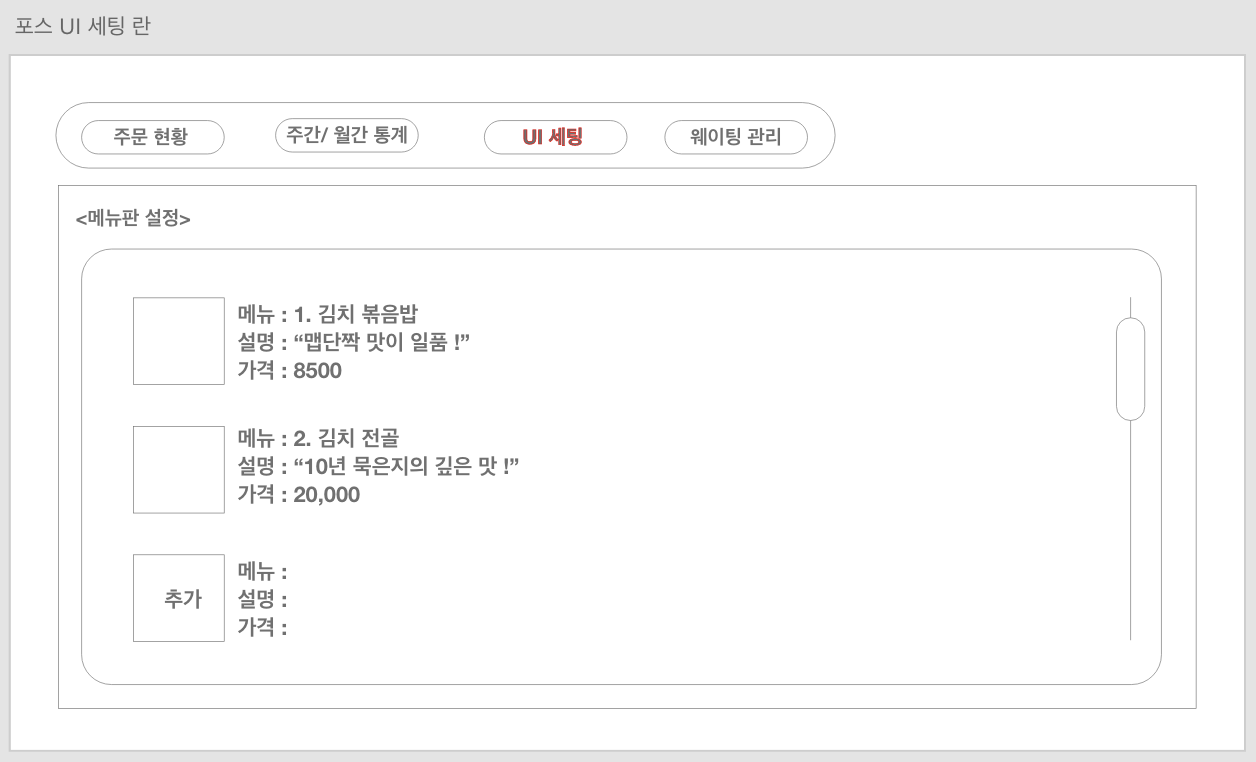 포스 UI 세팅 란
주문 현황
주간/ 월간 통계
UI 세팅
웨이팅 관리
<메뉴판 설정>
메뉴 : 1. 김치 볶음밥
설명 : “맵단짝 맛이 일품 !”
가격 : 8500
메뉴 : 2. 김치 전골
설명 : “10년 묵은지의 깊은 맛 !”
가격 : 20,000
추가
메뉴 :
설명 :
가격 :